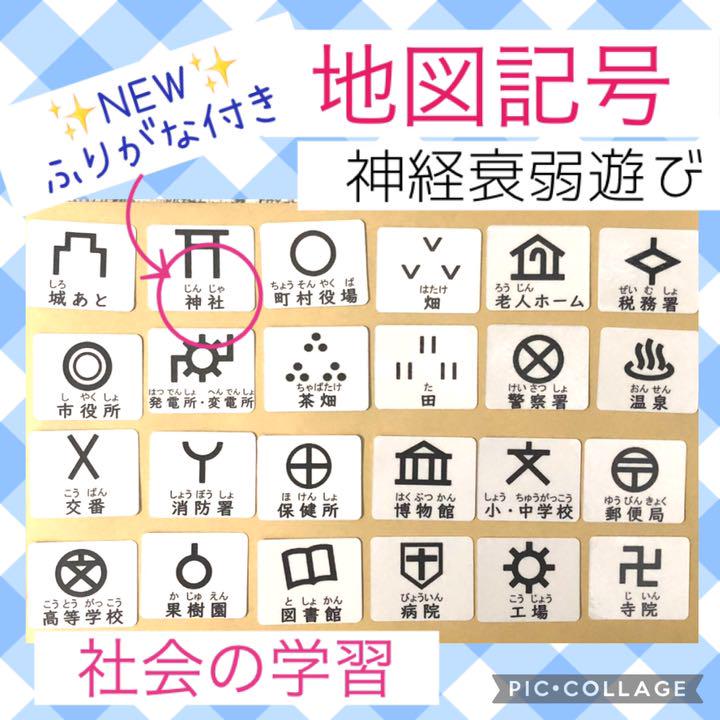 ✨NEW✨
ふりがな付き
地図記号
神経衰弱遊び
しろ
城あと
じんじゃ
神社
ちょうそんやくば
町村役場
はたけ
畑
ろうじん
老人ホーム
ぜいむしょ
税務署
しやくしょ
市役所
はつでんしょ へんでんしょ
発電所・変電所
ちゃばたけ
茶畑
た
田
けいさつしょ
警察署
おんせん
温泉
こうばん
交番
しょうぼうしょ
消防署
ほけんしょ
保健所
はくぶつかん
博物館
しょう ちゅうがっこう
小・中学校
ゆうびんきょく
郵便局
こうとうがっこう
高等学校
かじゅえん
果樹園
としょかん
図書館
びょういん
病院
こうじょう
工場
じいん
寺院
社会の学習
PIC•COLLAGE